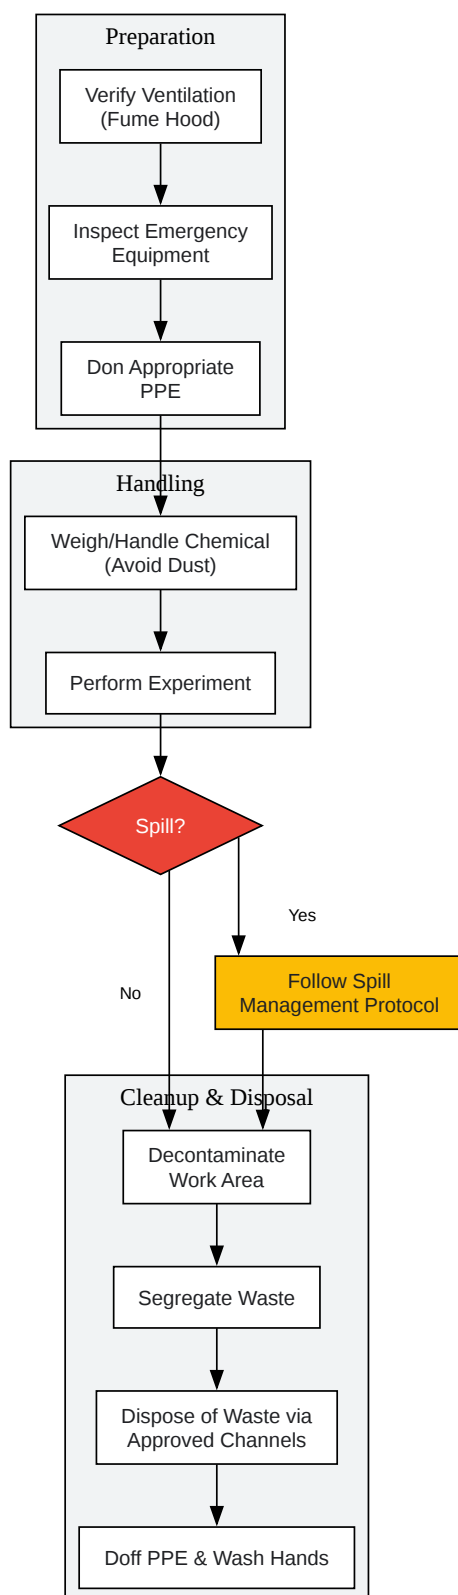 Preparation
Verify Ventilation
(Fume Hood)
Inspect Emergency
Equipment
Don Appropriate
PPE
Handling
Weigh/Handle Chemical
(Avoid Dust)
Perform Experiment
Spill?
Yes
No
Follow Spill
Management Protocol
Cleanup & Disposal
Decontaminate
Work Area
Segregate Waste
Dispose of Waste via
Approved Channels
Doff PPE & Wash Hands